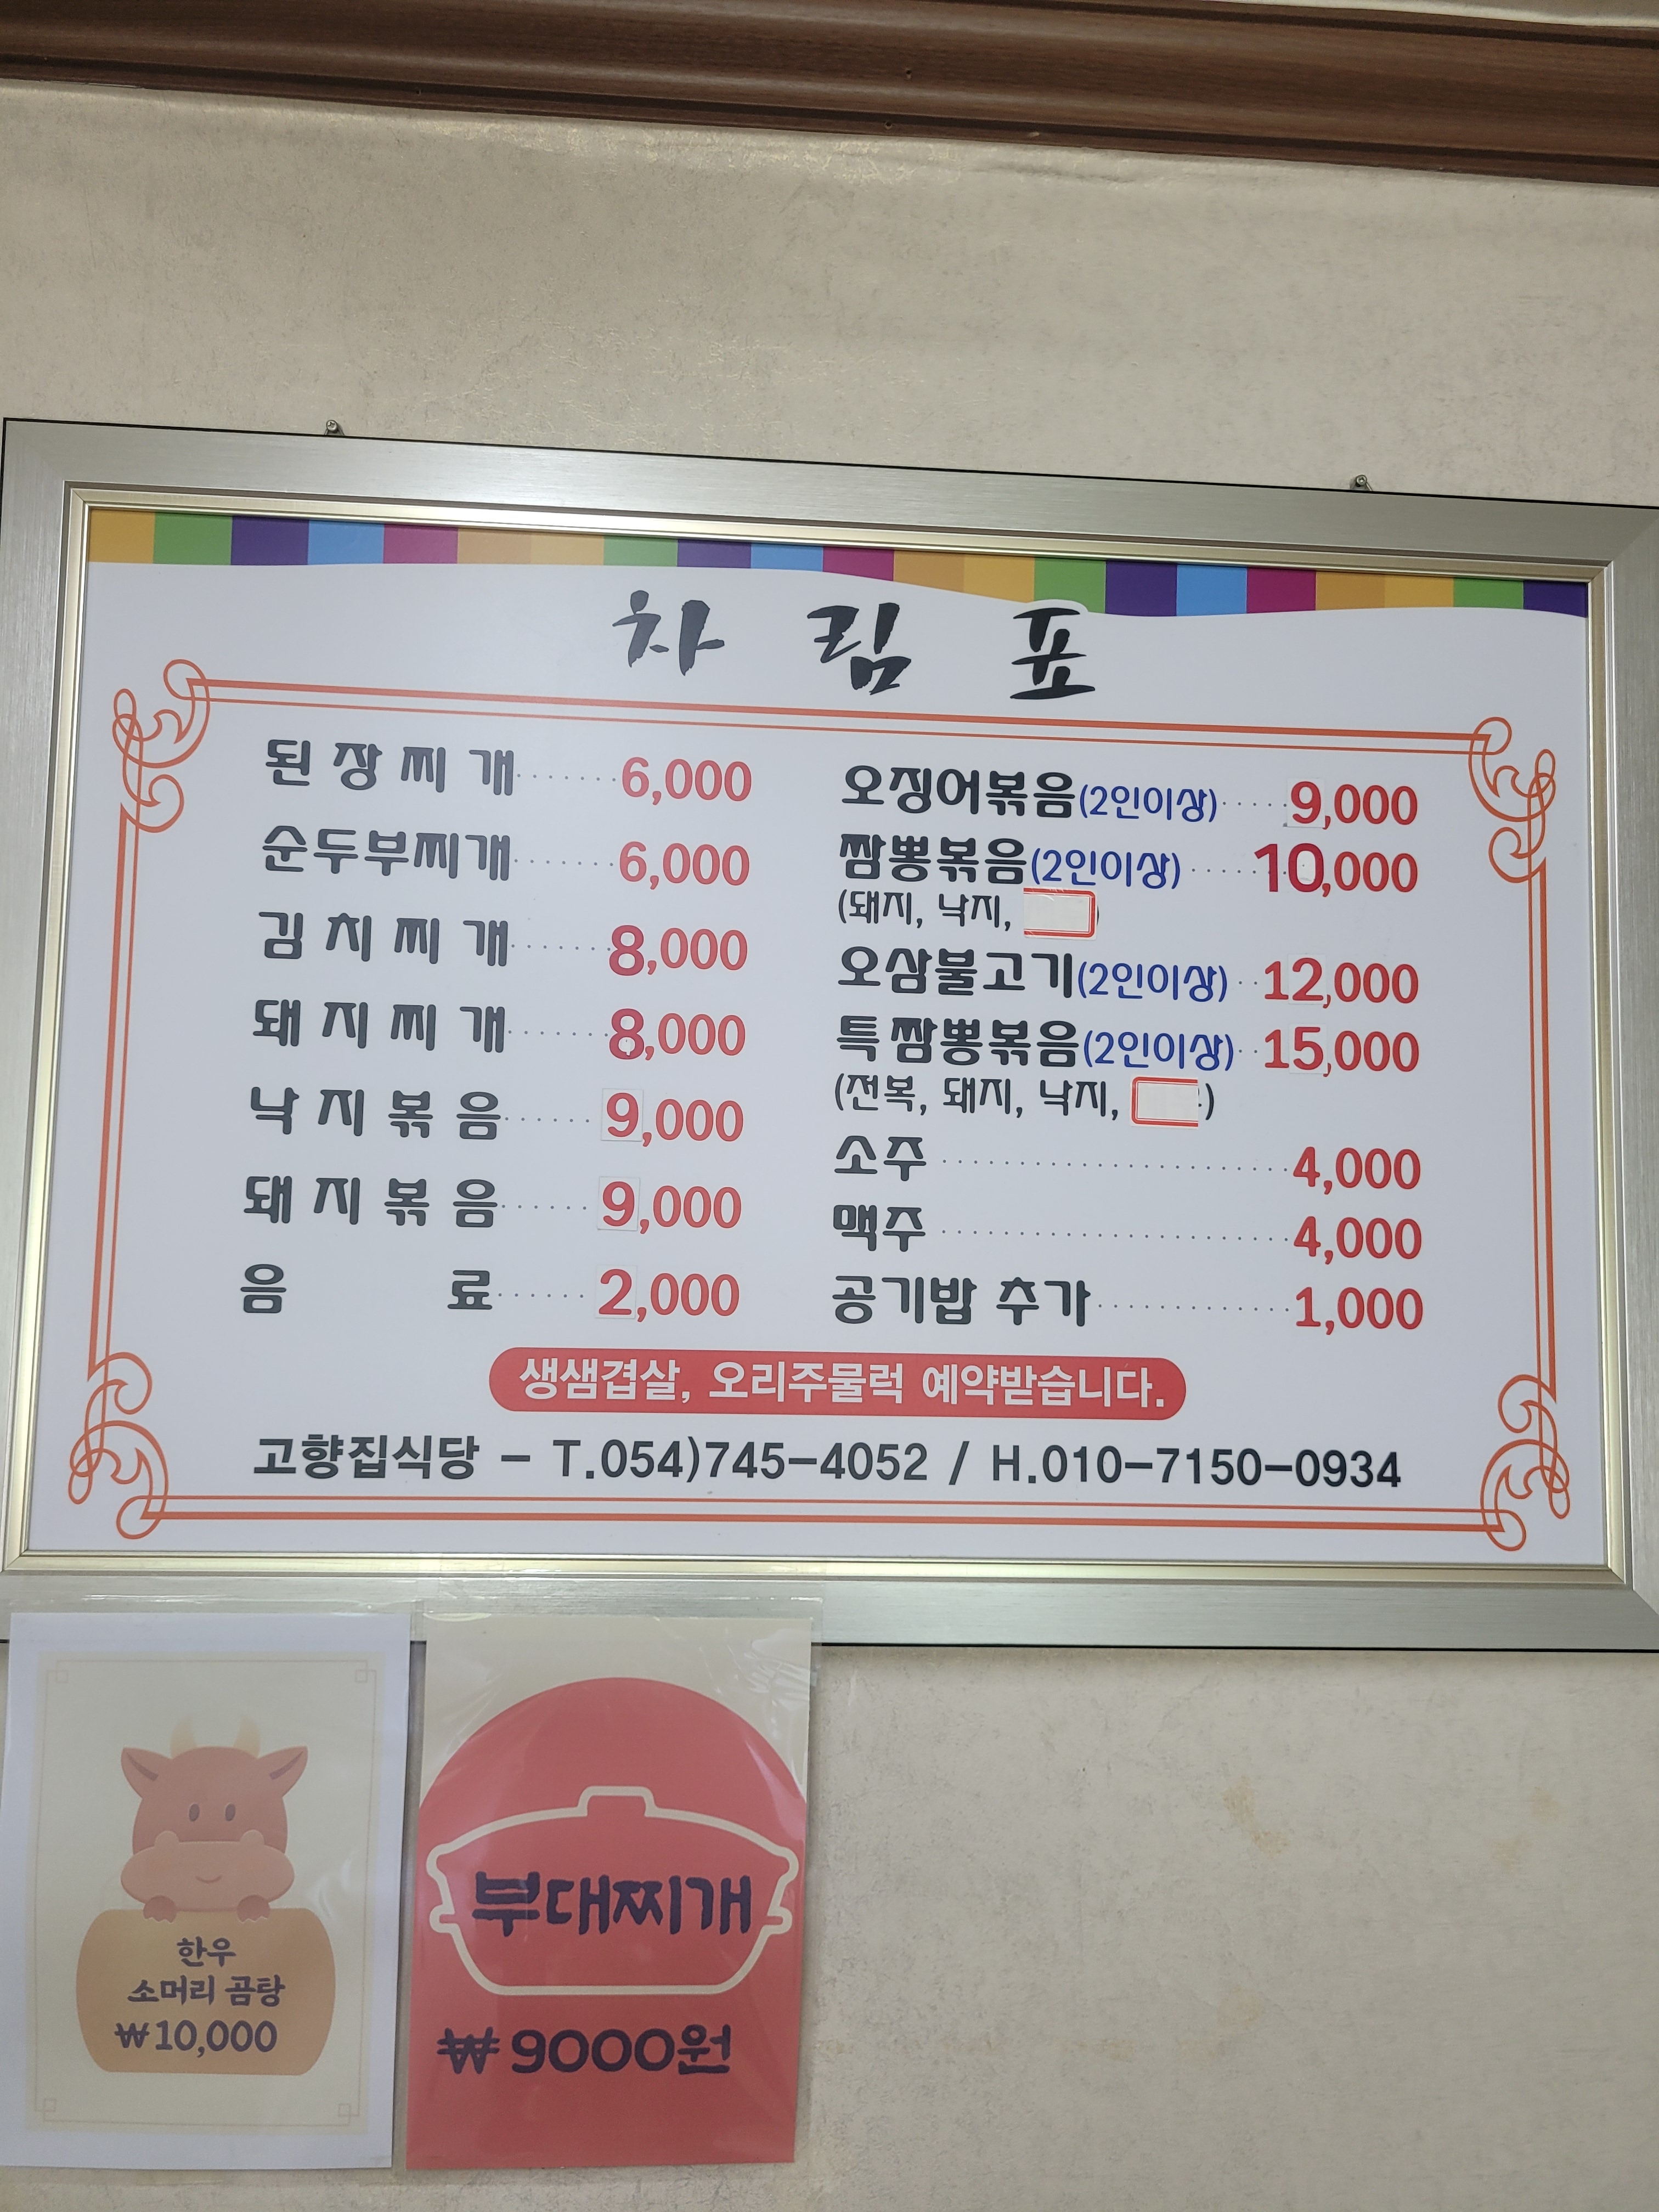 차림표
된장찌개 6,000
순두부찌개 6,000
김치찌개 8,000
돼지찌개 8,000
낙지볶음 9,000
돼지볶음 9,000
음료 2,000
오징어볶음(2인이상) 9,000
짬뽕볶음(2인이상) 10,000
(돼지, 낙지, )
오삼불고기(2인이상) 12,000
특짬뽕볶음(2인이상) 15,000
(전복, 돼지, 낙지, )
소주 4,000
맥주 4,000
공기밥 추가 1,000
생샘겹살, 오리주물럭 예약받습니다.
고향집식당 - T.054)745-4052 / H.010-7150-0934
한우
소머리 곰탕
₩10,000
부대찌개
₩9000원